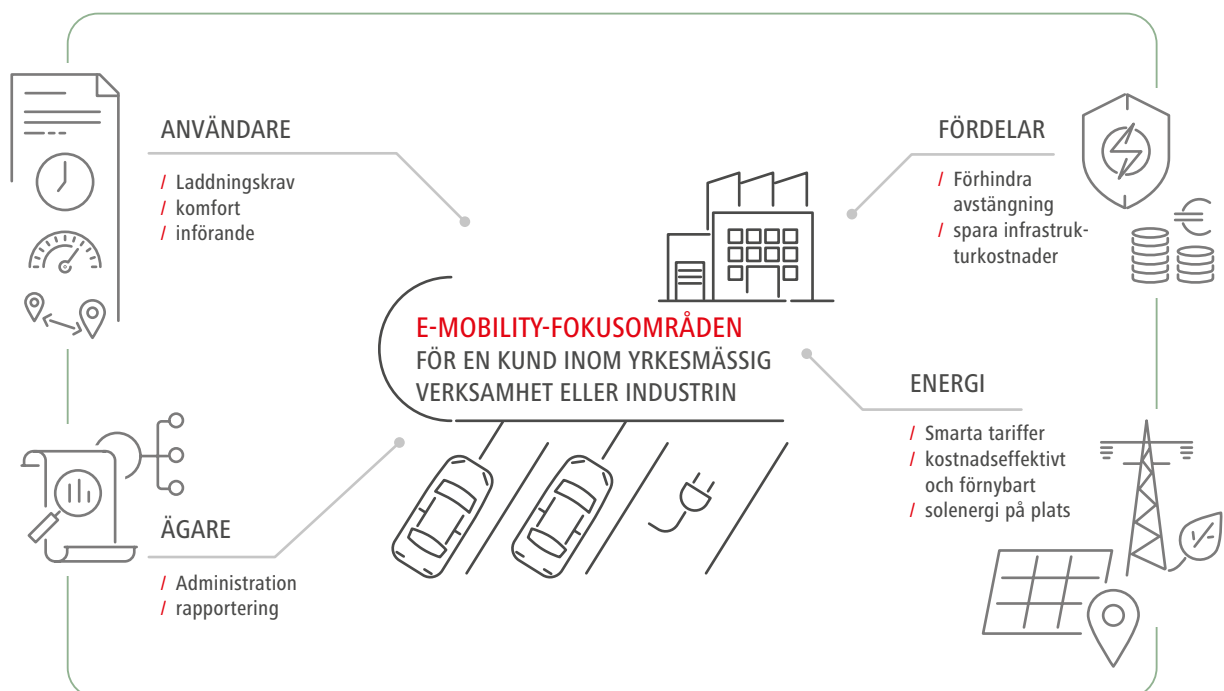 ANVÄNDARE
/ Laddningskrav
/ komfort
/ införande
FÖRDELAR
/ Förhindra
avstängning
/ spara infrastruk-
turkostnader
E-MOBILITY-FOKUSOMRÅDEN
FÖR EN KUND INOM YRKESMÄSSIG
VERKSAMHET ELLER INDUSTRIN
ENERGI
/ Smarta tariffer
/ kostnadseffektivt
och förnybart
/ solenergi på plats
ÄGARE
/ Administration
/ rapportering